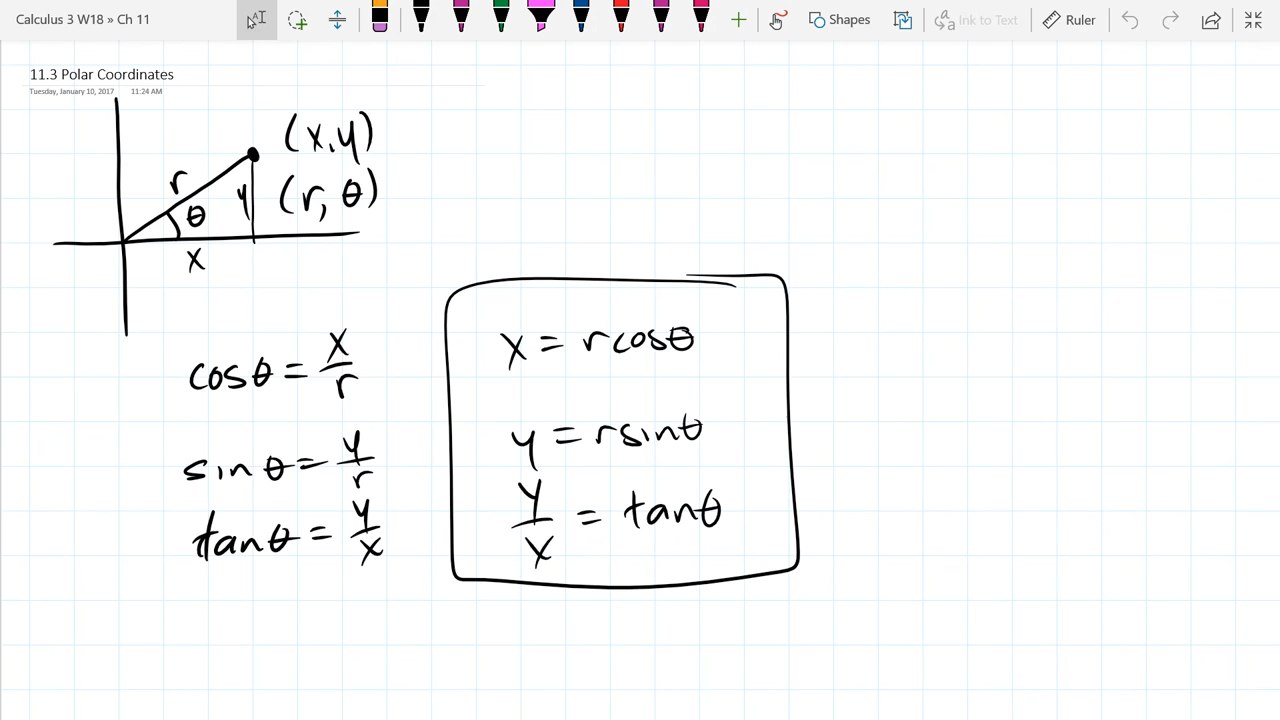 Calculus 3 W18 » Ch 11
Shapes
Ink to Text
Ruler
11.3 Polar Coordinates
Tuesday, January 10, 2017 11:24 AM
(x,y)
(r, θ)
r
θ
y
x
cosθ = x/r
sinθ = y/r
tanθ = y/x
x = rcosθ
y = rsinθ
y/x = tanθ